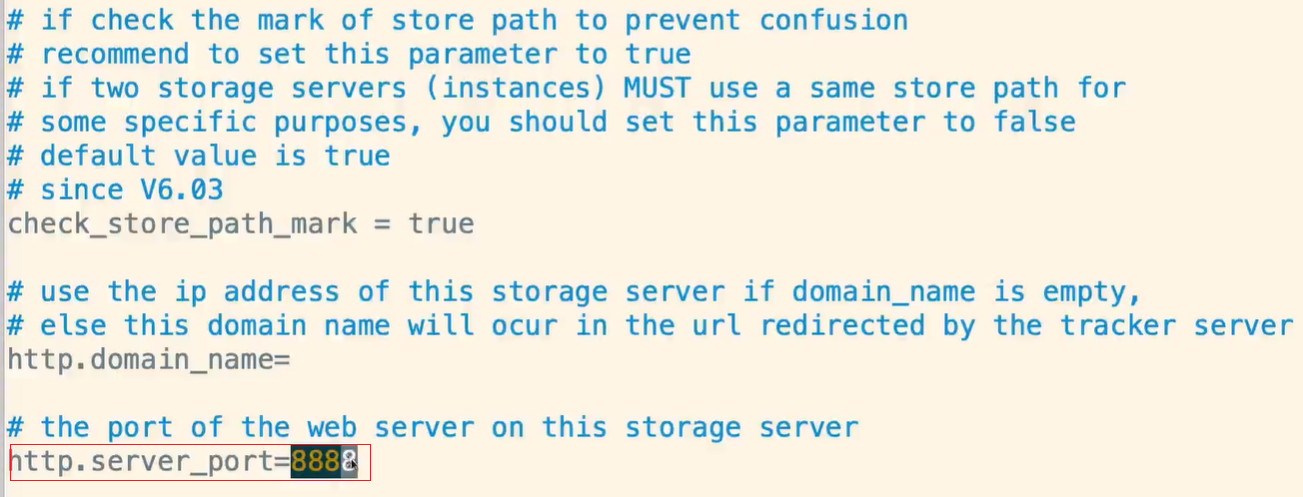 # if check the mark of store path to prevent confusion
# recommend to set this parameter to true
# if two storage servers (instances) MUST use a same store path for
# some specific purposes, you should set this parameter to false
# default value is true
# since V6.03
check_store_path_mark = true
# use the ip address of this storage server if domain_name is empty,
# else this domain name will ocur in the url redirected by the tracker server
http.domain_name=
# the port of the web server on this storage server
http.server_port=8888